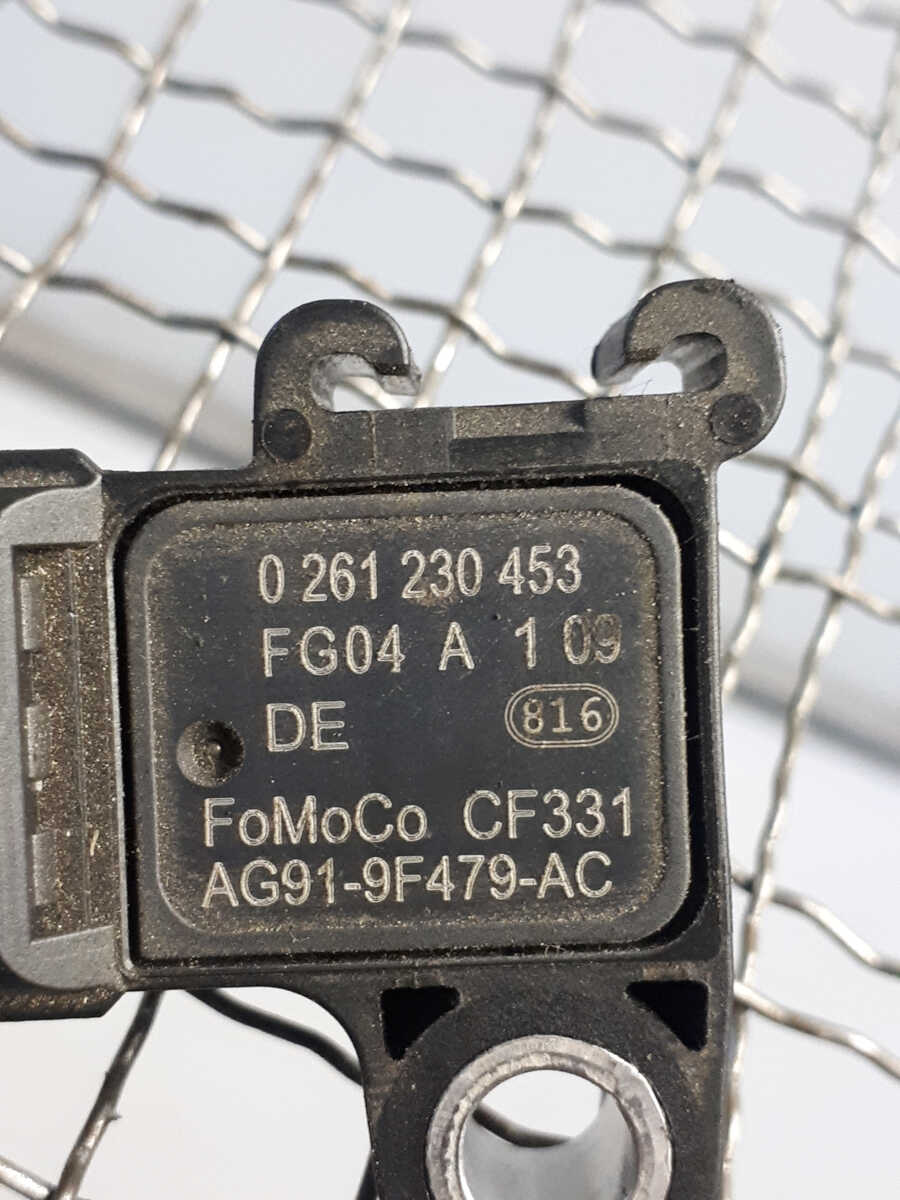 0 261 230 453
FG04 A 1 09
DE 816
FoMoCo CF331
AG91-9F479-AC